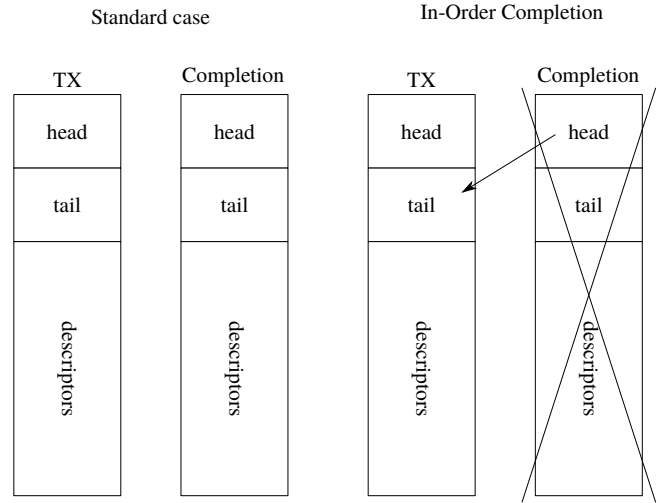 Standard case
In-Order Completion
TX
Completion
TX
Completion
head
head
head
head
tail
tail
tail
tail
descriptors
descriptors
descriptors
descriptors